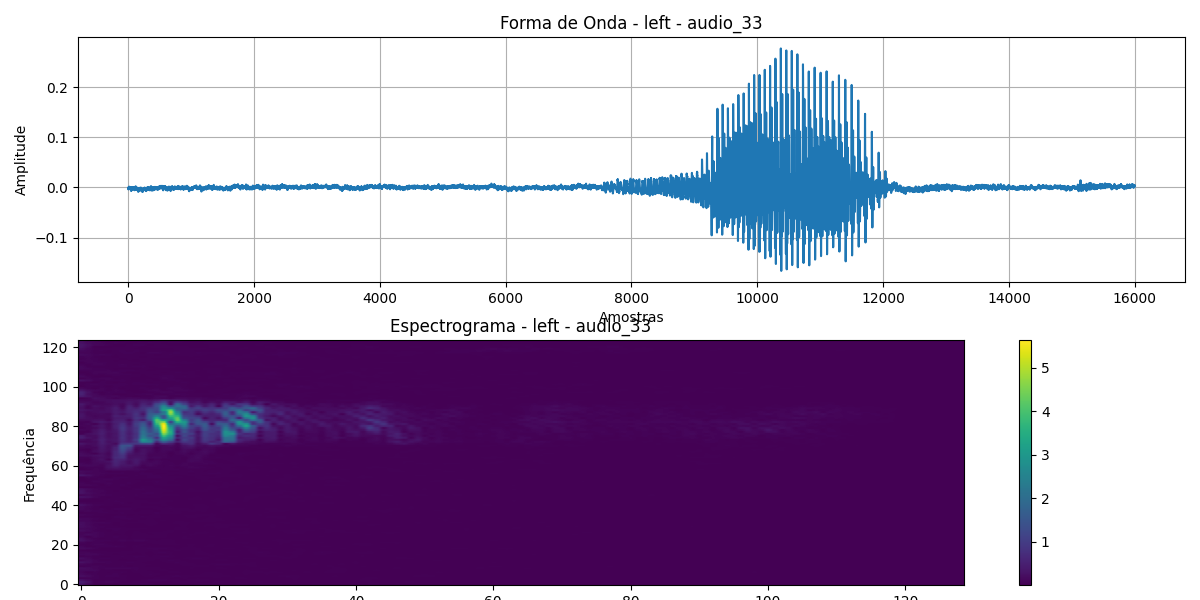 Forma de Onda - left - audio_33
0.2
0.1
0.0
−0.1
Amplitude
0 2000 4000 6000 8000 10000 12000 14000 16000
Amostras
Espectrograma - left - audio_33
120
100
80
60
40
20
0
Frequência
5
4
3
2
1
0 20 40 60 80 100 120